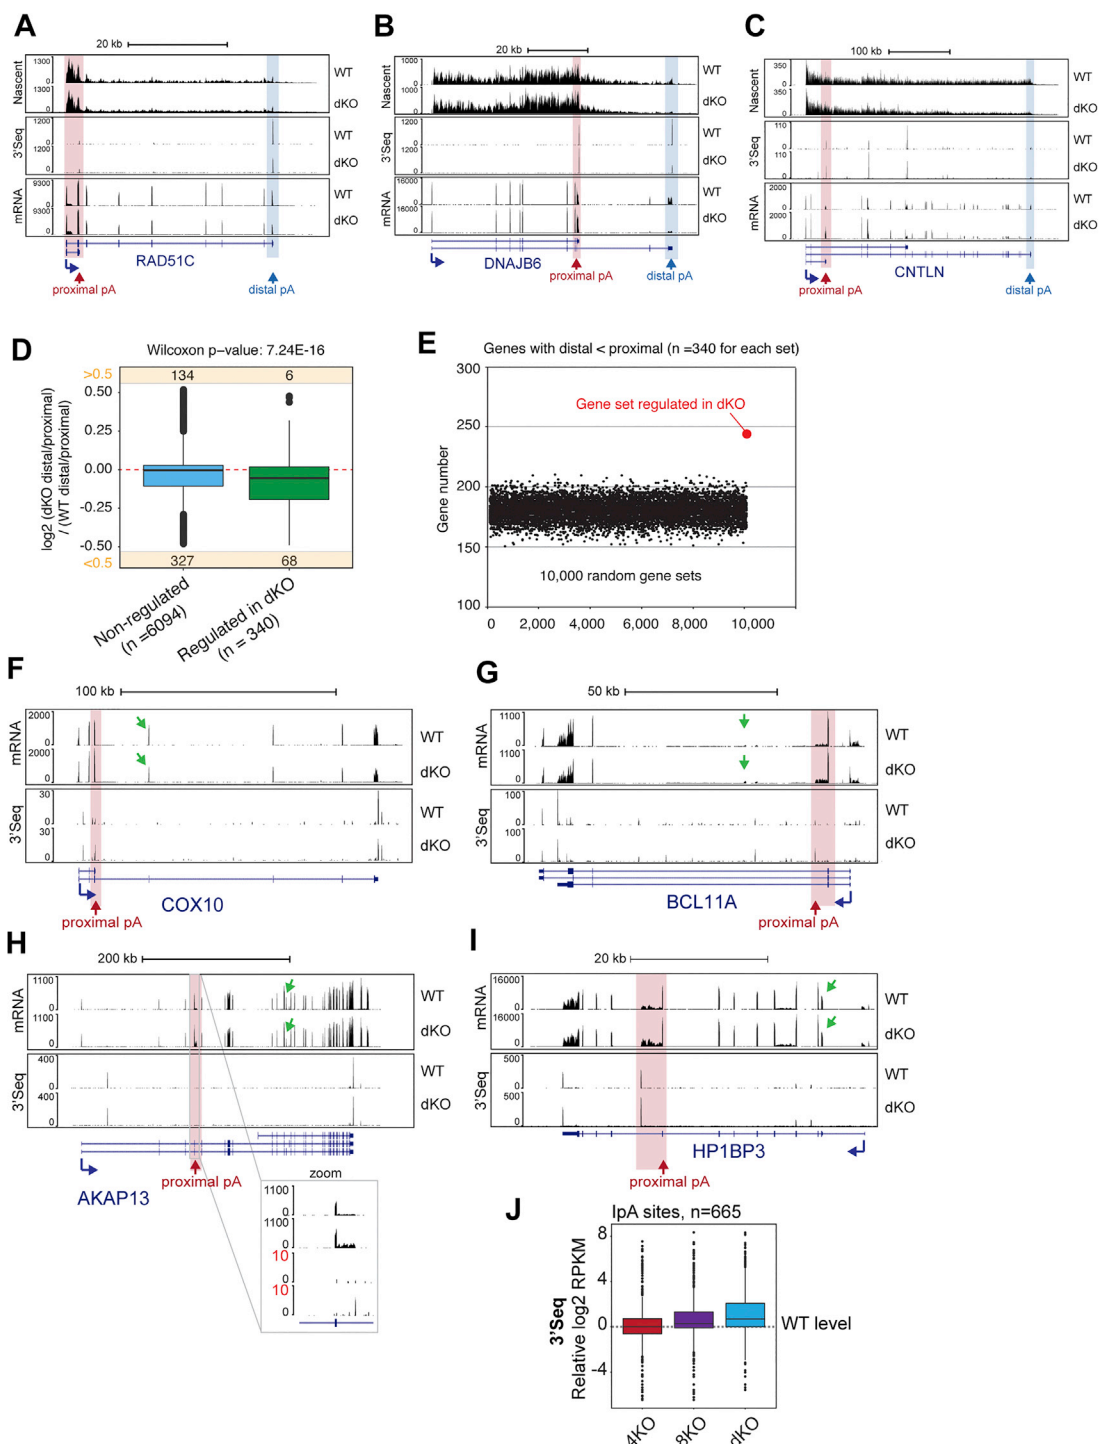 A
20 kb
Nascent
1300
0
1300
0
WT
dKO
3'Seq
1200
0
1200
0
WT
dKO
mRNA
9300
0
9300
0
WT
dKO
RAD51C
proximal pA
distal pA
B
20 kb
Nascent
1000
0
1000
0
WT
dKO
3'Seq
1200
0
1200
0
WT
dKO
mRNA
16000
0
16000
0
WT
dKO
DNAJB6
proximal pA
distal pA
C
100 kb
Nascent
350
0
350
0
WT
dKO
3'Seq
110
0
110
0
WT
dKO
mRNA
2000
0
2000
0
WT
dKO
CNTLN
proximal pA
distal pA
D
Wilcoxon p-value: 7.24E-16
log2 (dKO distal/proximal)
/ (WT distal/proximal)
>0.5
134
6
0.50
0.25
0.00
-0.25
-0.50
<0.5
327
68
Non-regulated
(n =6094)
Regulated in dKO
(n = 340)
E
Genes with distal < proximal (n =340 for each set)
Gene number
300
250
200
150
100
Gene set regulated in dKO
10,000 random gene sets
0 2,000 4,000 6,000 8,000 10,000
F
100 kb
mRNA
2000
0
2000
0
WT
dKO
3'Seq
30
0
30
0
WT
dKO
COX10
proximal pA
G
50 kb
mRNA
1100
0
1100
0
WT
dKO
3'Seq
100
0
100
0
WT
dKO
BCL11A
proximal pA
H
200 kb
mRNA
1100
0
1100
0
WT
dKO
3'Seq
400
0
400
0
WT
dKO
AKAP13
proximal pA
zoom
1100
0
1100
0
10
0
10
0
I
20 kb
mRNA
16000
0
16000
0
WT
dKO
3'Seq
500
0
500
0
WT
dKO
HP1BP3
proximal pA
J
IpA sites, n=665
3'Seq
Relative log2 RPKM
8
4
0
-4
WT level
4KO
8KO
dKO